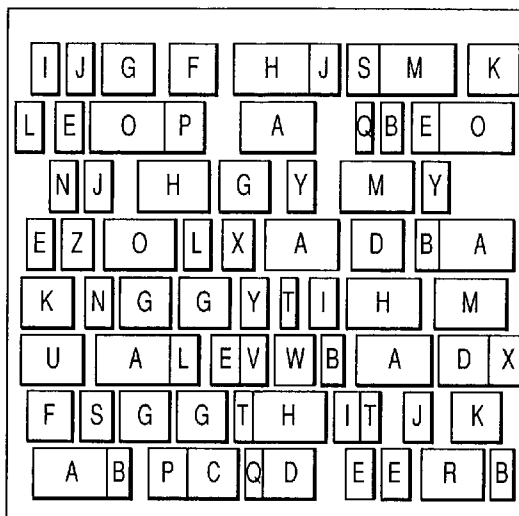 I J G F H J S M K
L E O P A Q B E O
N J H G Y M Y
E Z O L X A D B A
K N G G Y T I H M
U A L E V W B A D X
F S G G T H I T J K
A B P C Q D E E R B